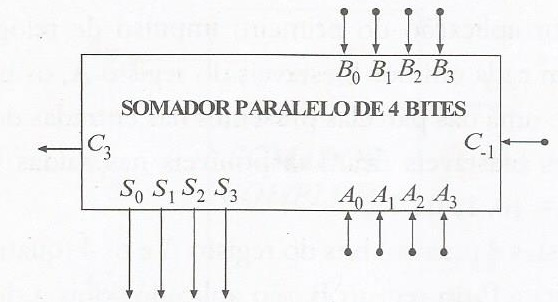 B0 B1 B2 B3
SOMADOR PARALELO DE 4 BITES
C3 C-1
S0 S1 S2 S3 A0 A1 A2 A3